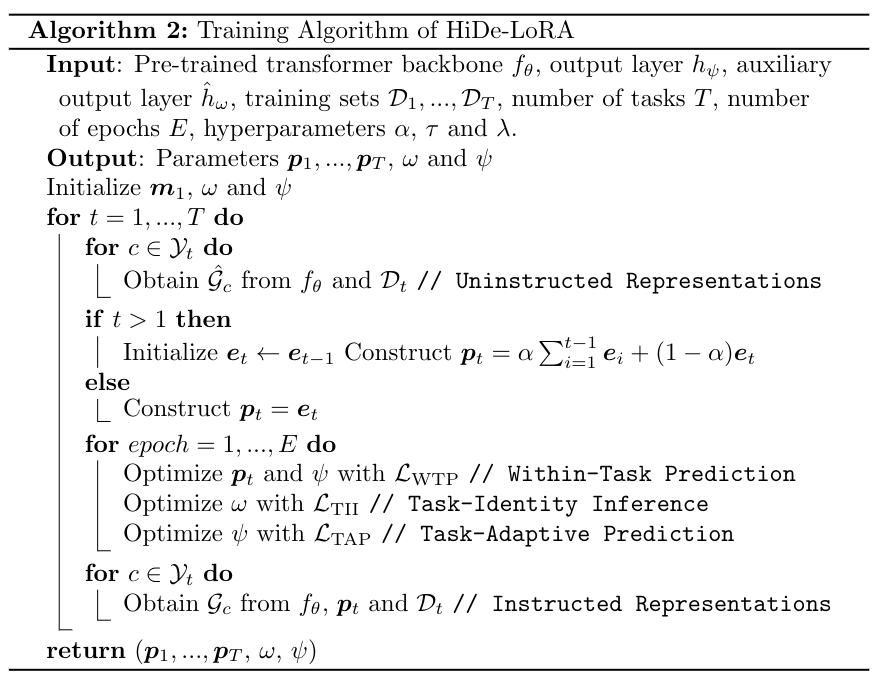 Algorithm 2: Training Algorithm of HiDe-LoRA
Input: Pre-trained transformer backbone $f_\theta$, output layer $h_\psi$, auxiliary
output layer $\hat{h}_\omega$, training sets $\mathcal{D}_1, ..., \mathcal{D}_T$, number of tasks $T$, number
of epochs $E$, hyperparameters $\alpha$, $\tau$ and $\lambda$.
Output: Parameters $\boldsymbol{p}_1, ..., \boldsymbol{p}_T$, $\omega$ and $\psi$
Initialize $\boldsymbol{m}_1$, $\omega$ and $\psi$
for $t = 1, ..., T$ do
for $c \in \mathcal{Y}_t$ do
Obtain $\hat{\mathcal{G}}_c$ from $f_\theta$ and $\mathcal{D}_t$ // Uninstructed Representations
if $t > 1$ then
Initialize $\boldsymbol{e}_t \leftarrow \boldsymbol{e}_{t-1}$ Construct $\boldsymbol{p}_t = \alpha \sum_{i=1}^{t-1} \boldsymbol{e}_i + (1 - \alpha)\boldsymbol{e}_t$
else
Construct $\boldsymbol{p}_t = \boldsymbol{e}_t$
for $epoch = 1, ..., E$ do
Optimize $\boldsymbol{p}_t$ and $\psi$ with $\mathcal{L}_{\mathrm{WTP}}$ // Within-Task Prediction
Optimize $\omega$ with $\mathcal{L}_{\mathrm{TII}}$ // Task-Identity Inference
Optimize $\psi$ with $\mathcal{L}_{\mathrm{TAP}}$ // Task-Adaptive Prediction
for $c \in \mathcal{Y}_t$ do
Obtain $\mathcal{G}_c$ from $f_\theta$, $\boldsymbol{p}_t$ and $\mathcal{D}_t$ // Instructed Representations
return ($\boldsymbol{p}_1, ..., \boldsymbol{p}_T$, $\omega$, $\psi$)